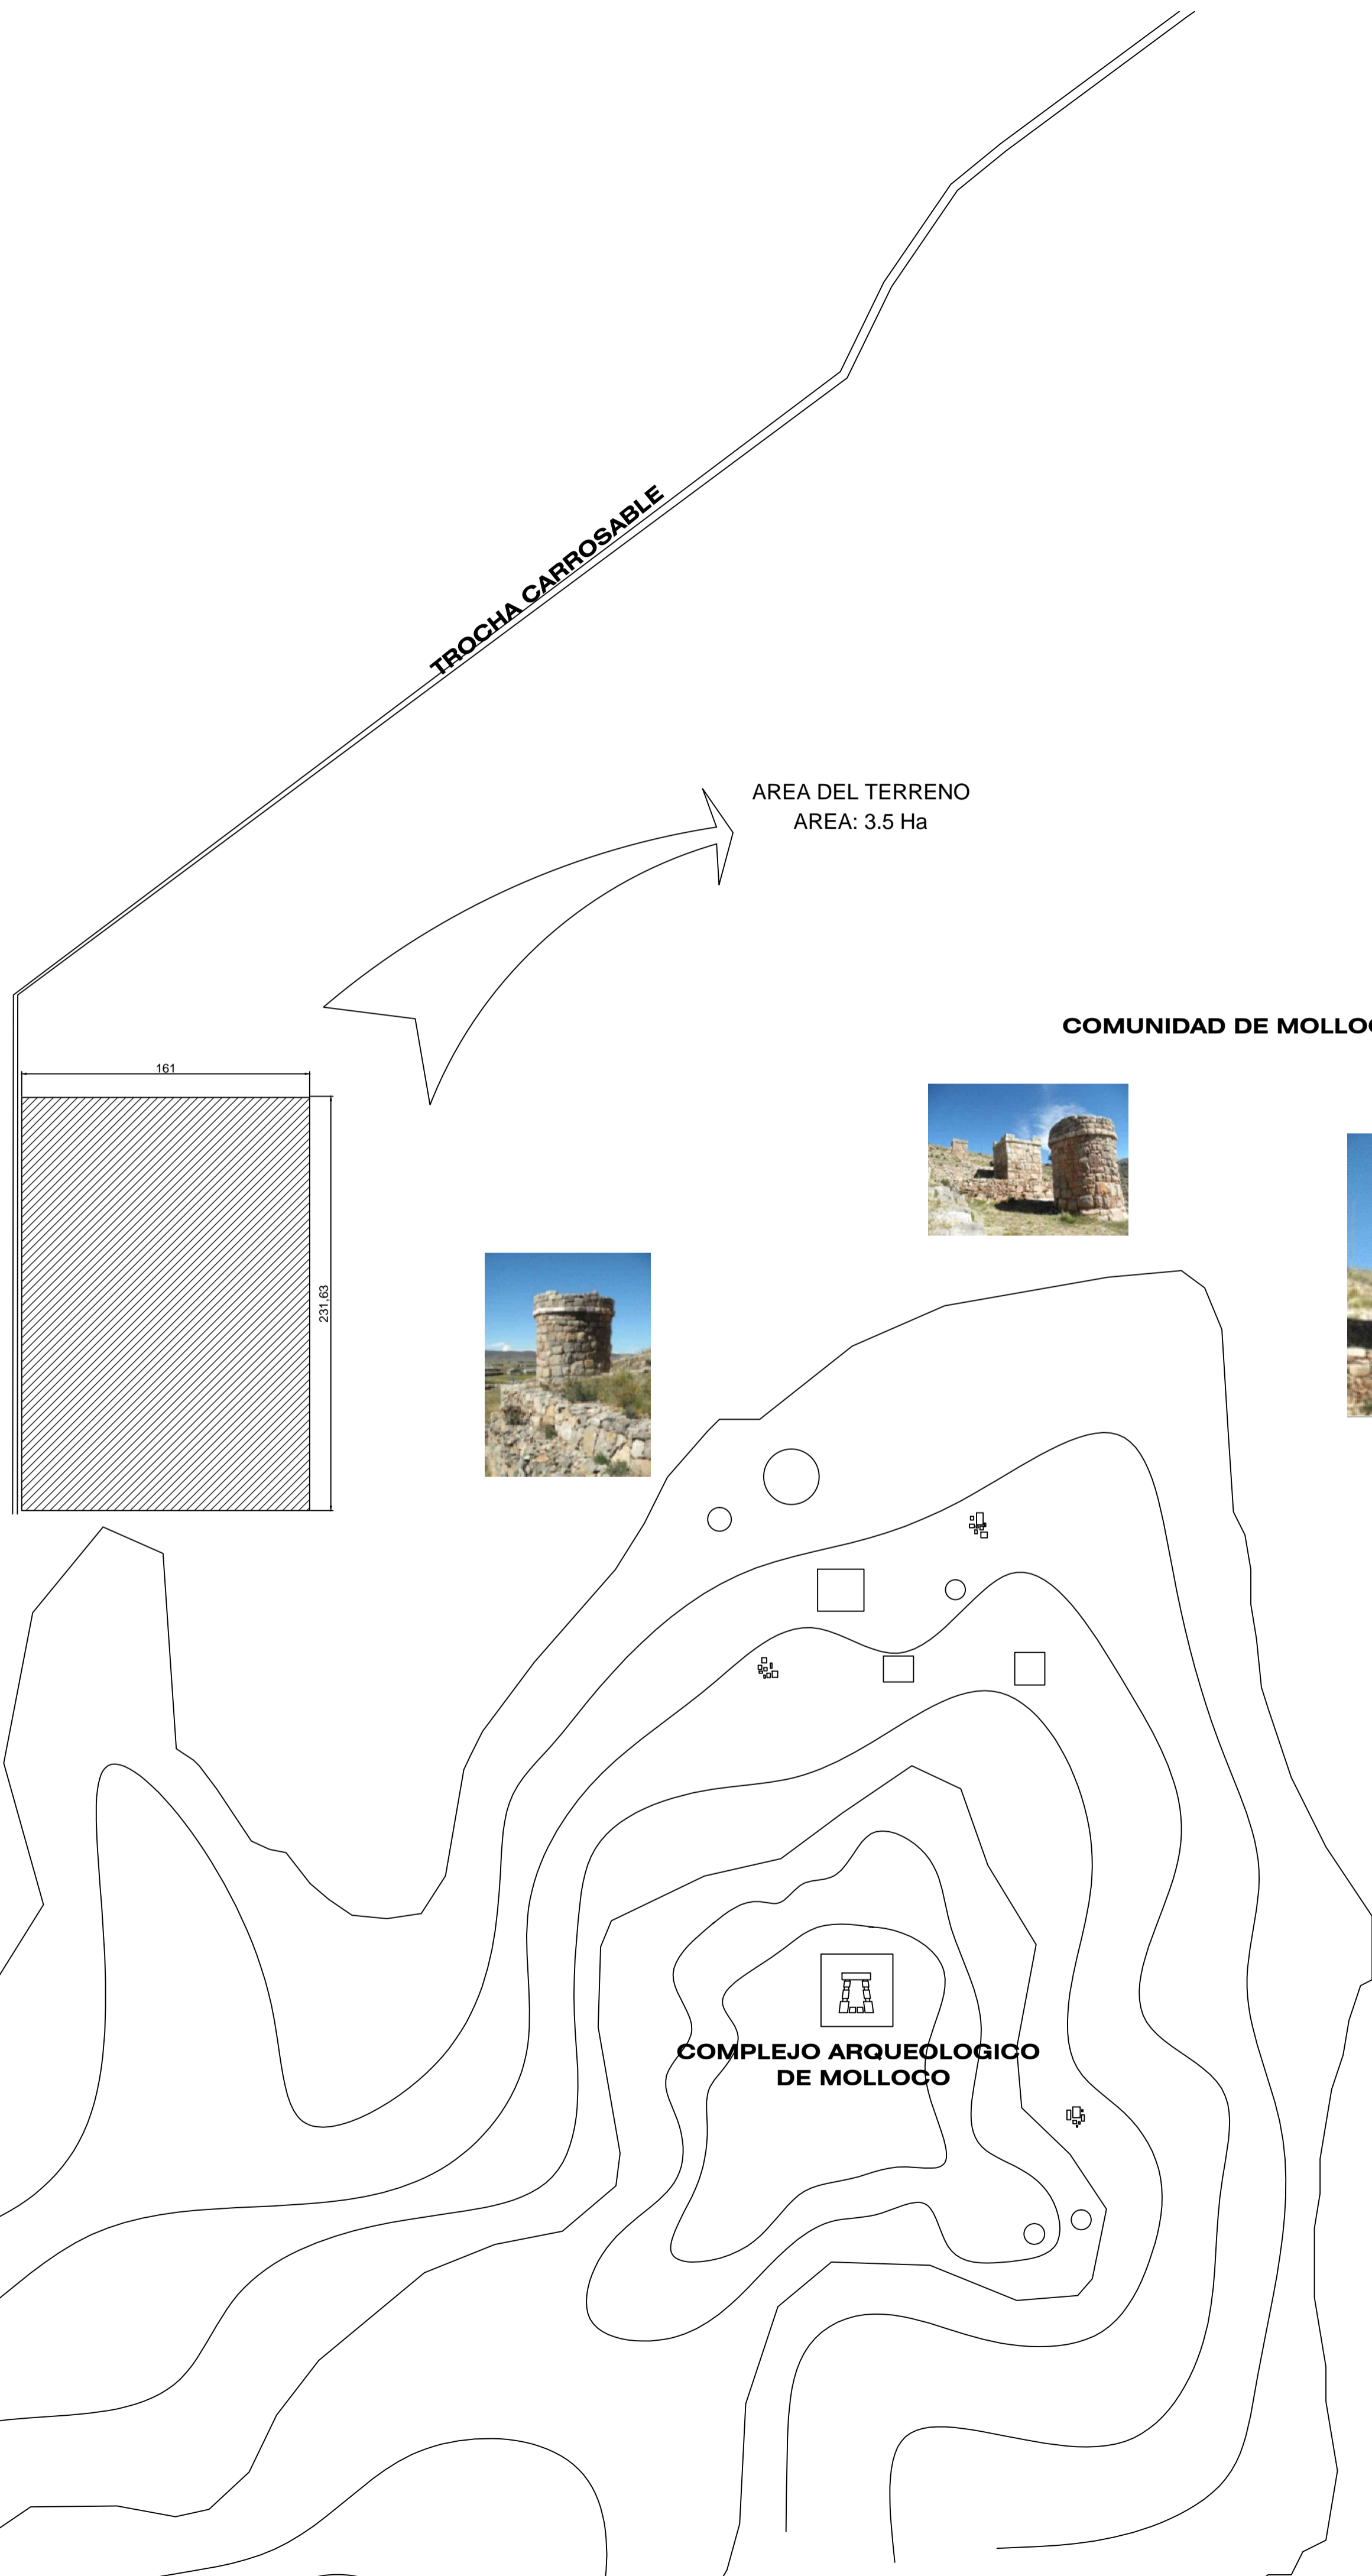 TROCHA CARROSABLE
AREA DEL TERRENO
AREA: 3.5 Ha
COMUNIDAD DE MOLLO
161
231,63
COMPLEJO ARQUEOLOGICO
DE MOLLOCO